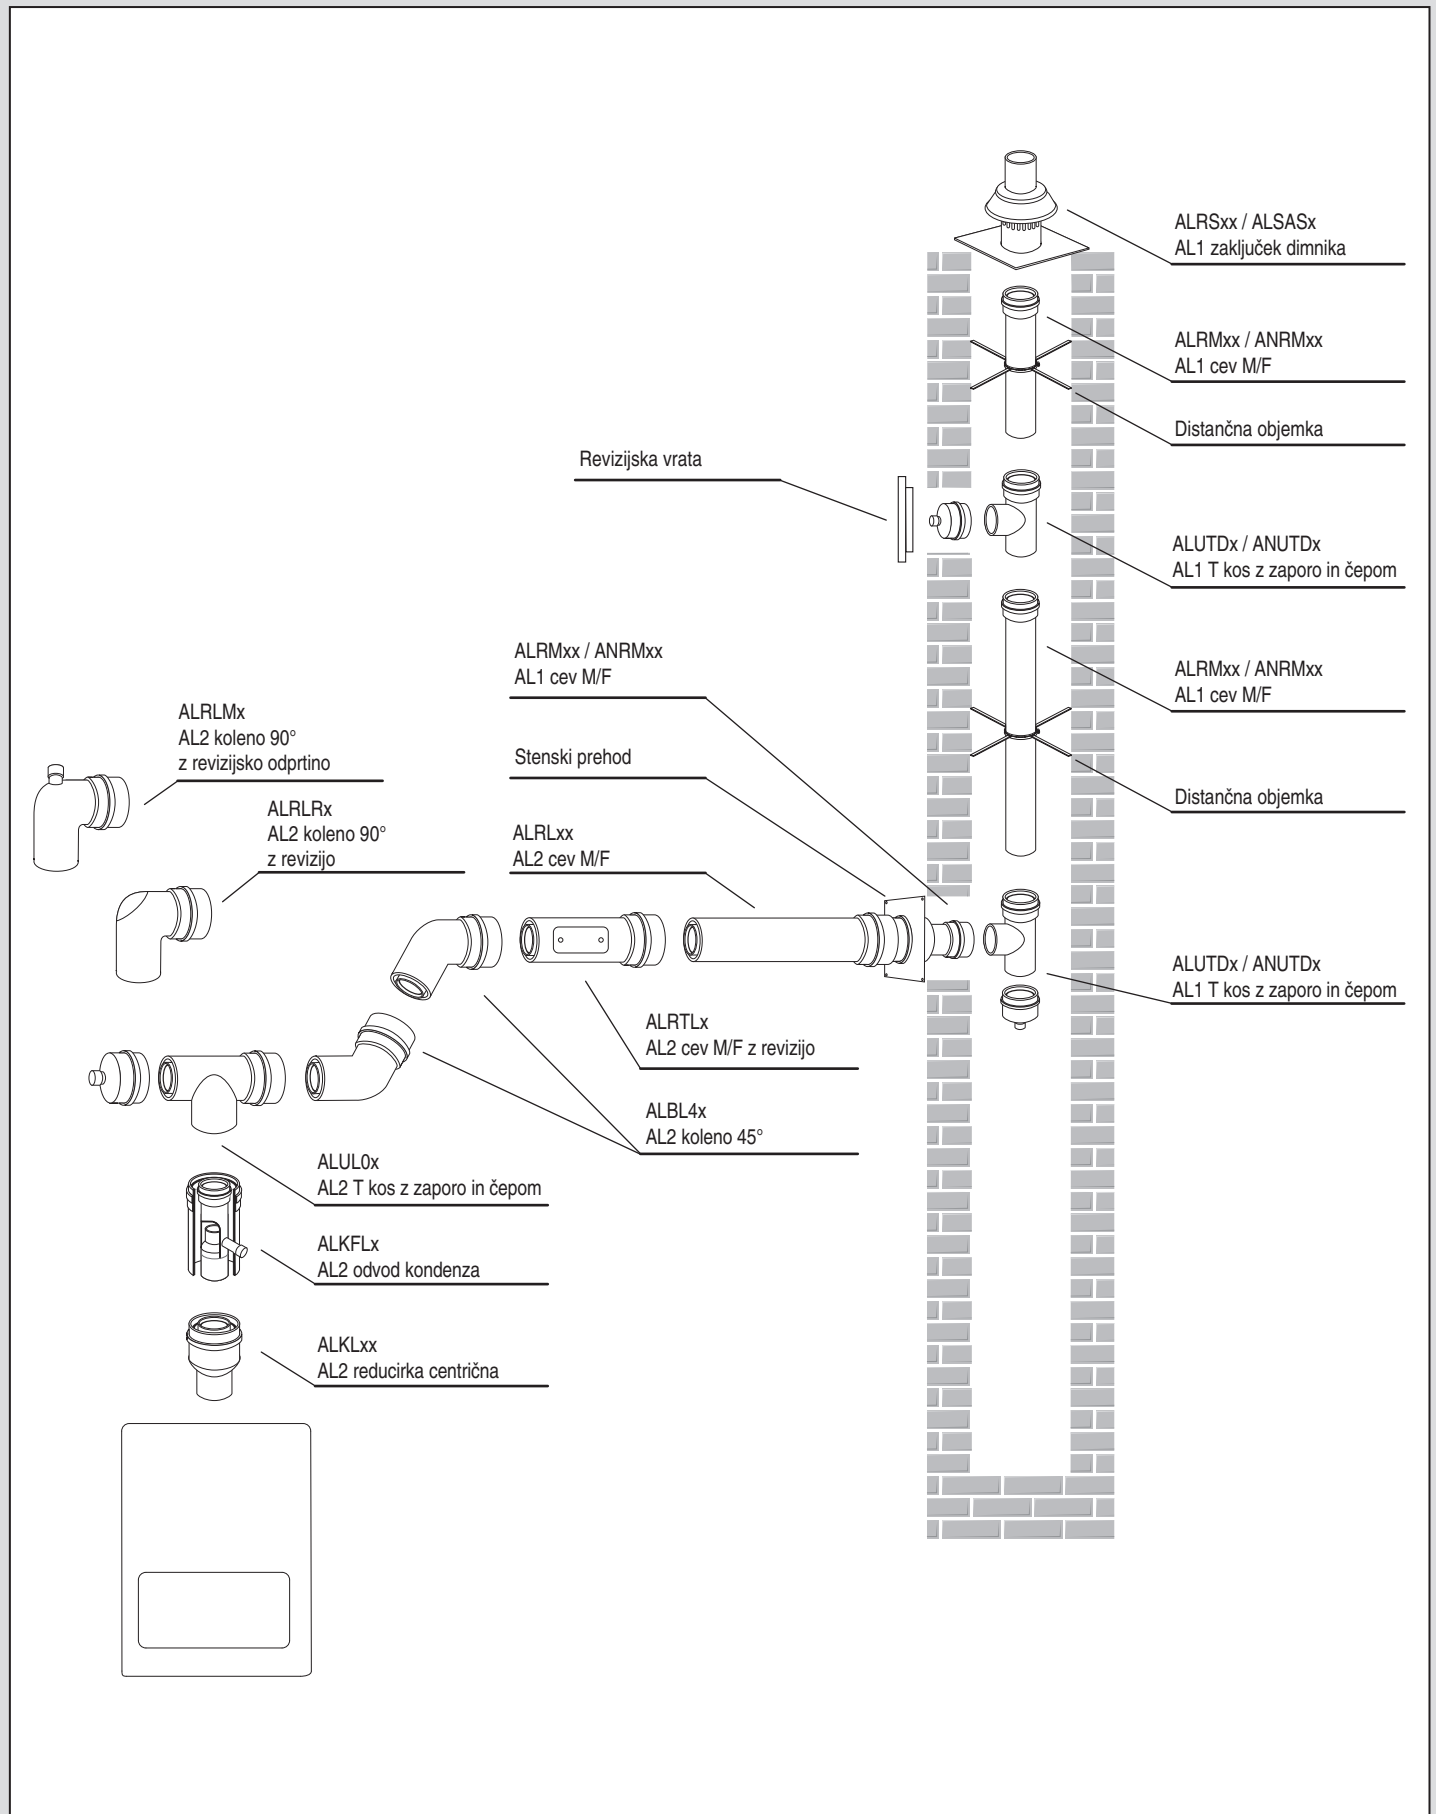 ALRSxx / ALSASx
AL1 zaključek dimnika
ALRMxx / ANRMxx
AL1 cev M/F
Distančna objemka
Revizijska vrata
ALUTDx / ANUTDx
AL1 T kos z zaporo in čepom
ALRMxx / ANRMxx
AL1 cev M/F
ALRMxx / ANRMxx
AL1 cev M/F
ALRLMx
AL2 koleno 90°
z revizijsko odprtino
Stenski prehod
Distančna objemka
ALRLRx
AL2 koleno 90°
z revizijo
ALRLxx
AL2 cev M/F
ALUTDx / ANUTDx
AL1 T kos z zaporo in čepom
ALRTLx
AL2 cev M/F z revizijo
ALBL4x
AL2 koleno 45°
ALUL0x
AL2 T kos z zaporo in čepom
ALKFLx
AL2 odvod kondenza
ALKLxx
AL2 reducirka centrična